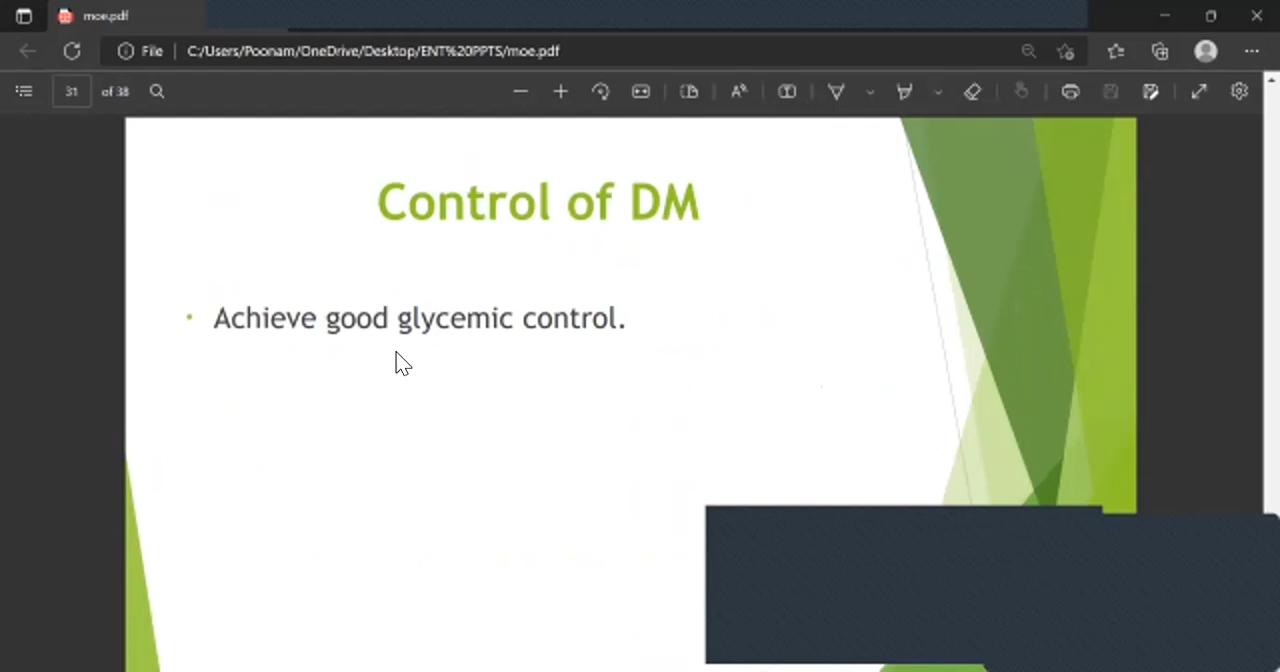 moe.pdf
File | C:/Users/Poonam/OneDrive/Desktop/ENT%20PPTS/moe.pdf
31 of 38
Control of DM
• Achieve good glycemic control.